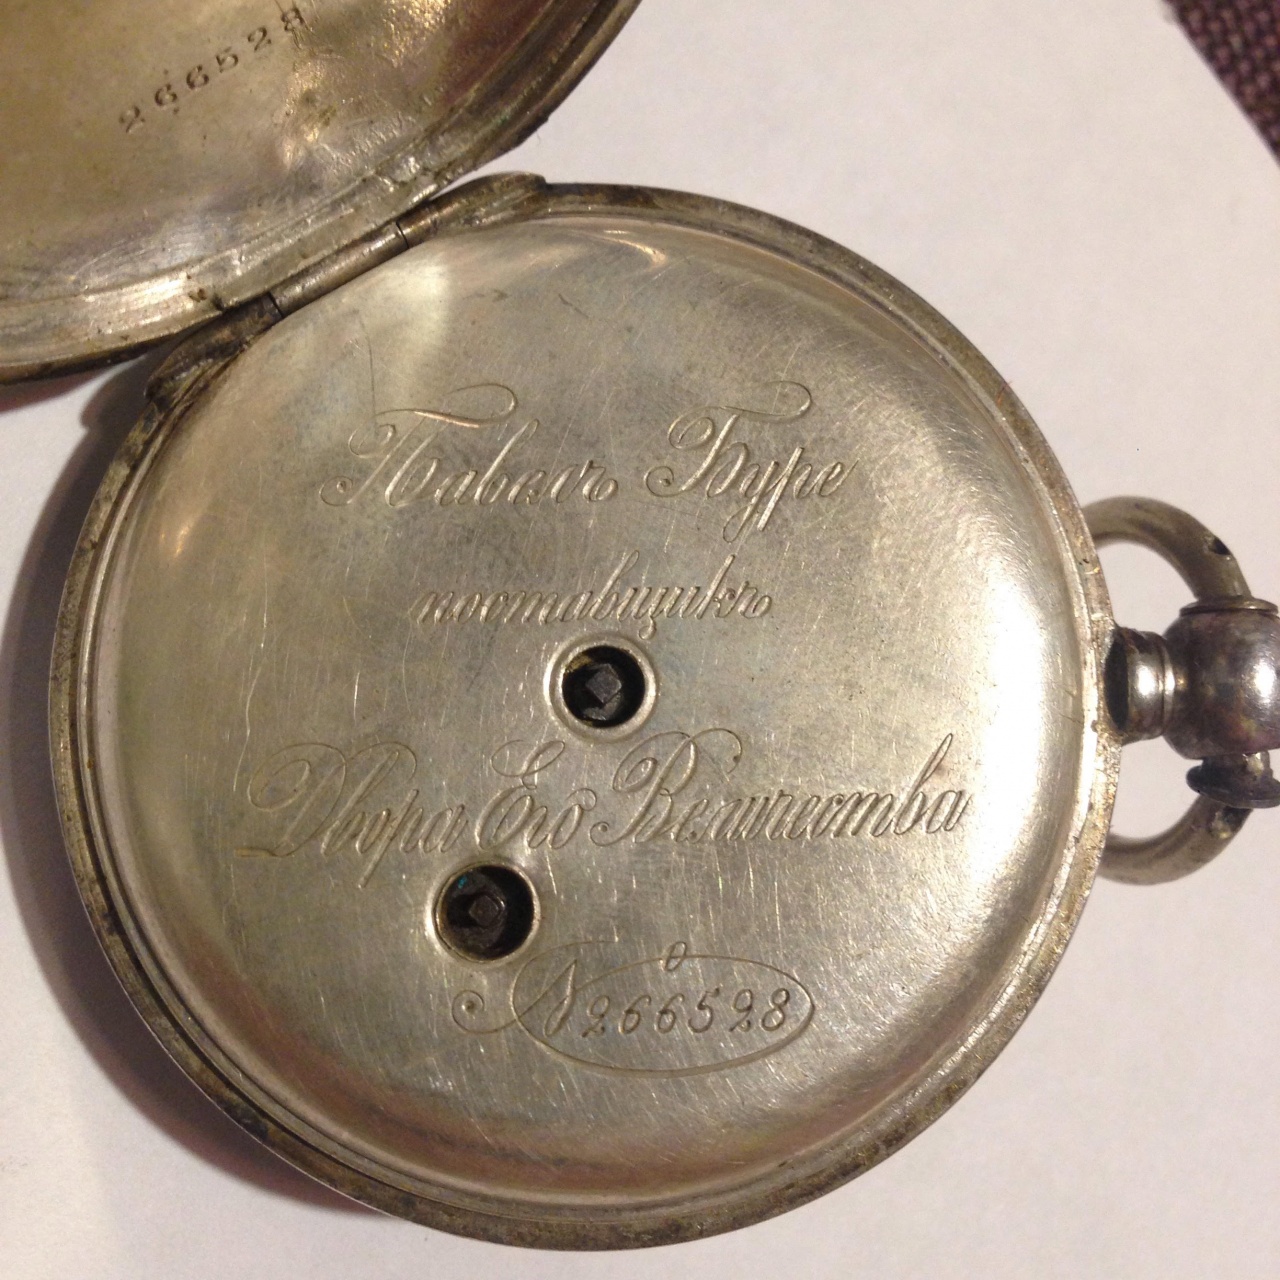 266528
Павелъ Буре
поставщикъ
Двора Его Величества
№ 266528